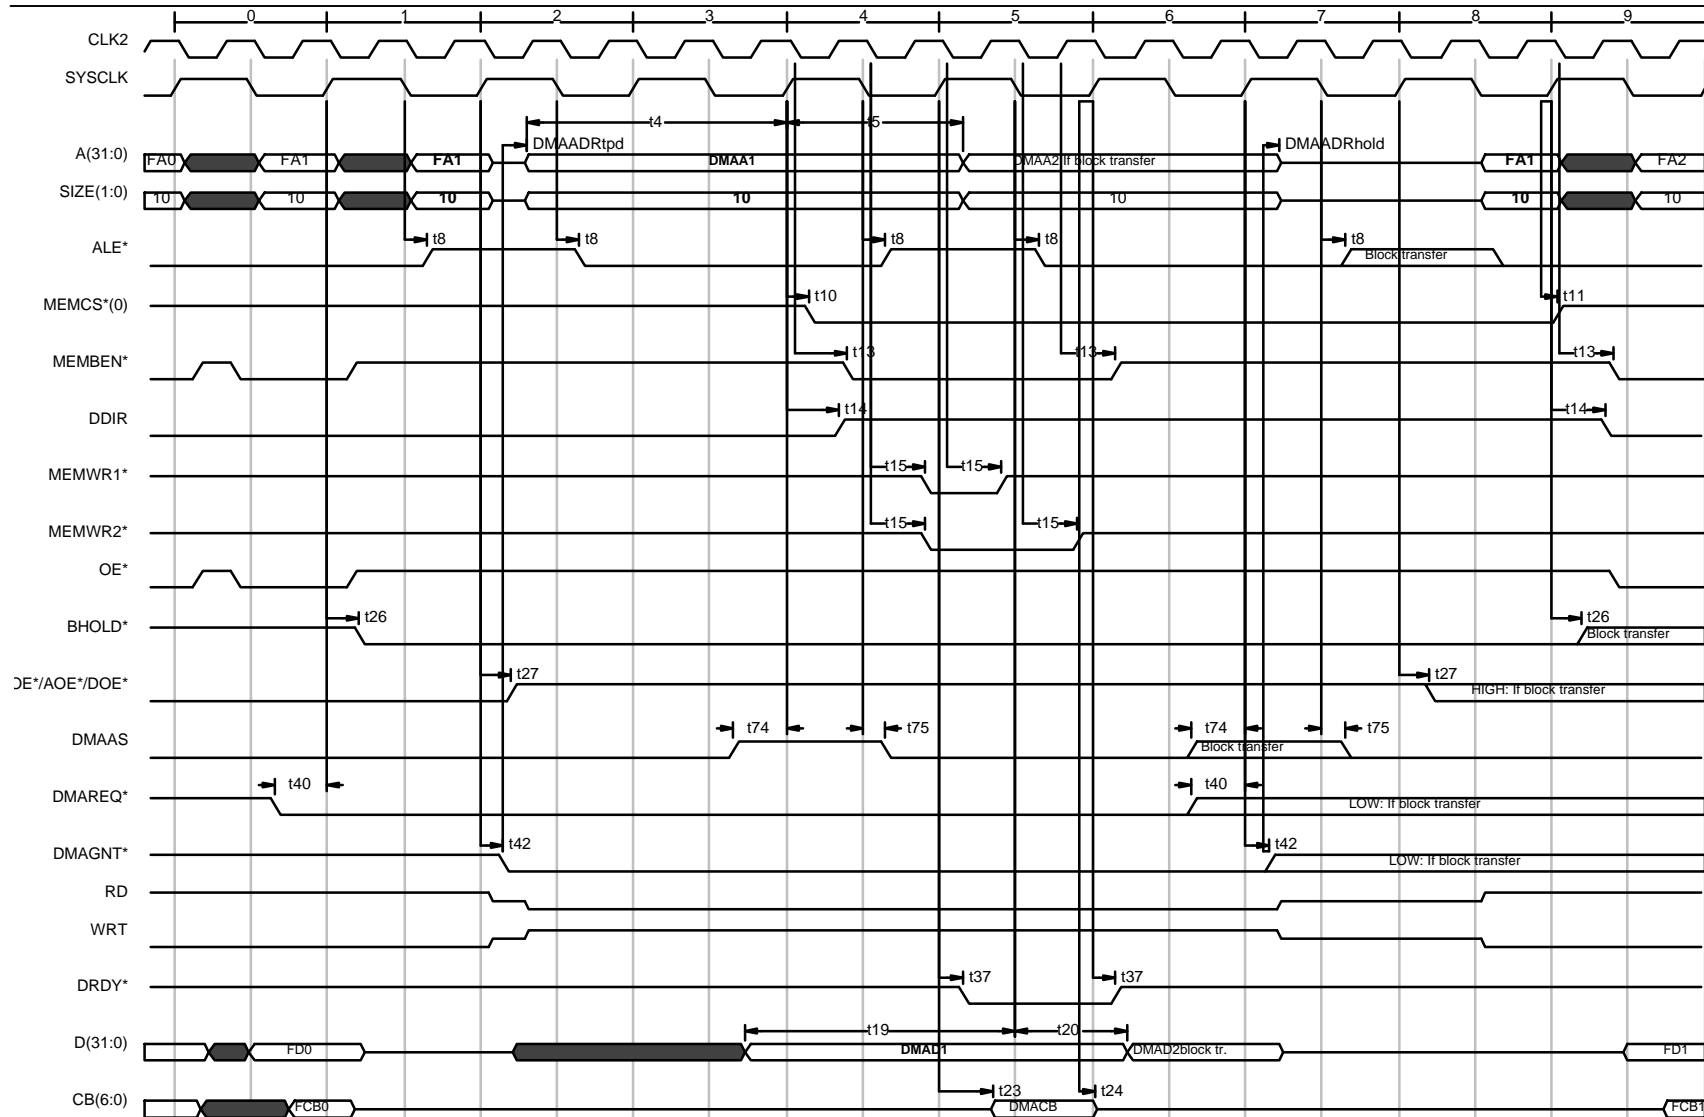 0 1 2 3 4 5 6 7 8 9
CLK2
SYSCLK
t4 t5
DMAADRtpd DMAADRhold
A(31:0) FA0 FA1 FA1 DMAA1 DMAA2 If block transfer FA1 FA2
SIZE(1:0) 10 10 10 10 10 10 10
ALE* t8 t8 t8 t8 t8 Block transfer
MEMCS*(0) t10 t11
MEMBEN* t13 t13 t13
DDIR t14 t14
MEMWR1* t15 t15
MEMWR2* t15 t15
OE*
BHOLD* t26 t26 Block transfer
OE*/AOE*/DOE* t27 t27 HIGH: If block transfer
DMAAS t74 t75 t74 t75 Block transfer
DMAREQ* t40 t40 LOW: If block transfer
DMAGNT* t42 t42 LOW: If block transfer
RD
WRT
DRDY* t37 t37
t19 t20
D(31:0) FD0 DMAD1 DMAD2block tr. FD1
t23 t24
CB(6:0) FCB0 DMACB FCB1